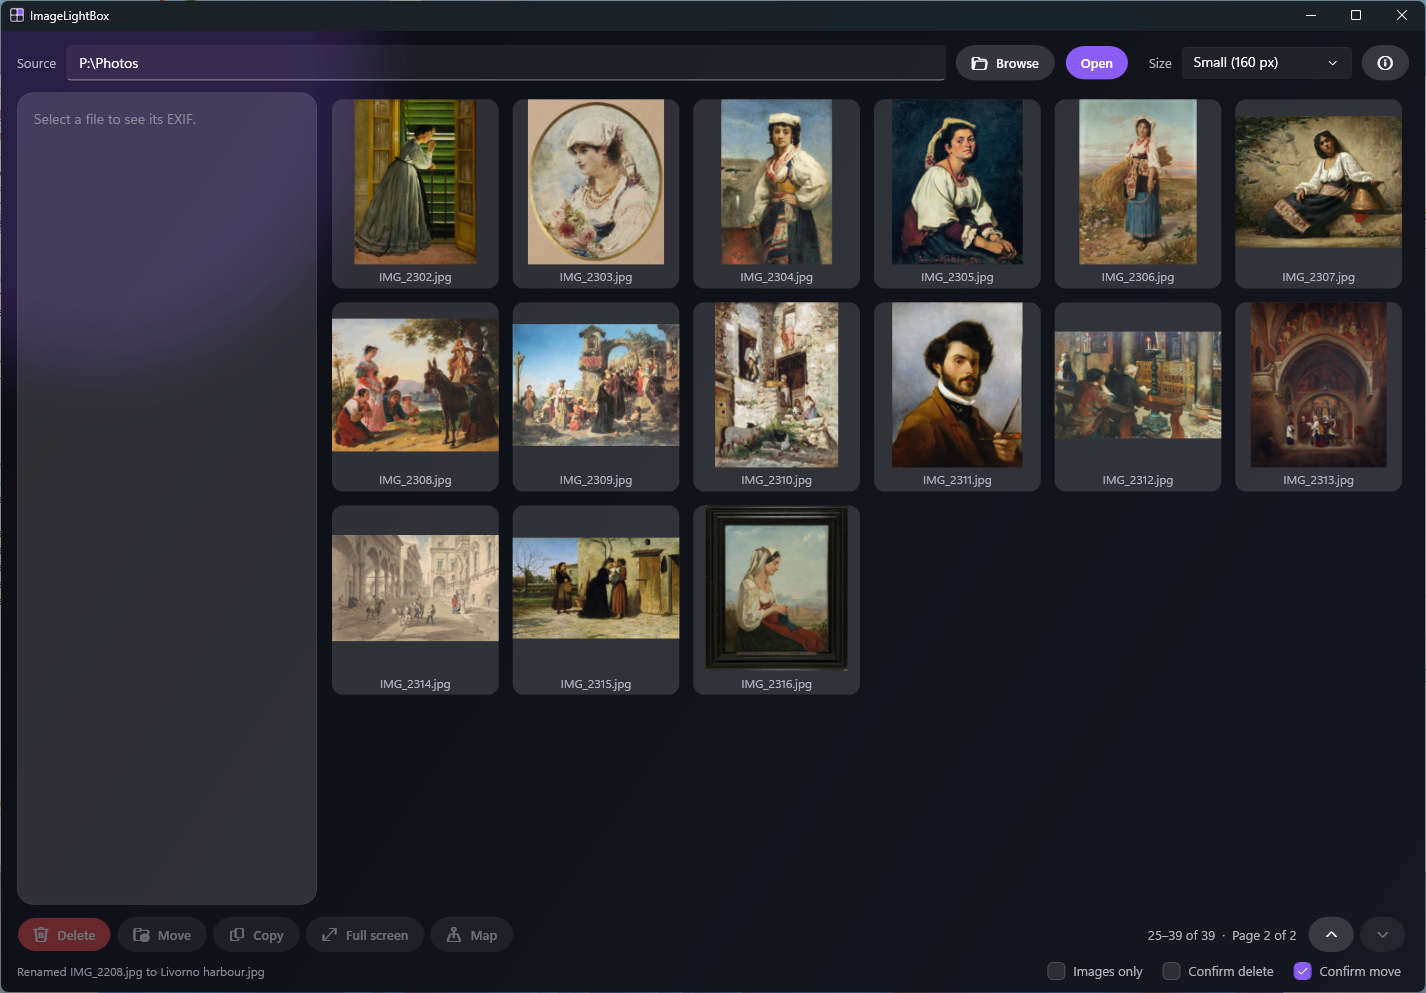 ImageLightBox
Source P:\Photos Browse Open Size Small (160 px)
Select a file to see its EXIF.
IMG_2302.jpg IMG_2303.jpg IMG_2304.jpg IMG_2305.jpg IMG_2306.jpg IMG_2307.jpg
IMG_2308.jpg IMG_2309.jpg IMG_2310.jpg IMG_2311.jpg IMG_2312.jpg IMG_2313.jpg
IMG_2314.jpg IMG_2315.jpg IMG_2316.jpg
Delete Move Copy Full screen Map 25–39 of 39 · Page 2 of 2
Renamed IMG_2208.jpg to Livorno harbour.jpg Images only Confirm delete Confirm move